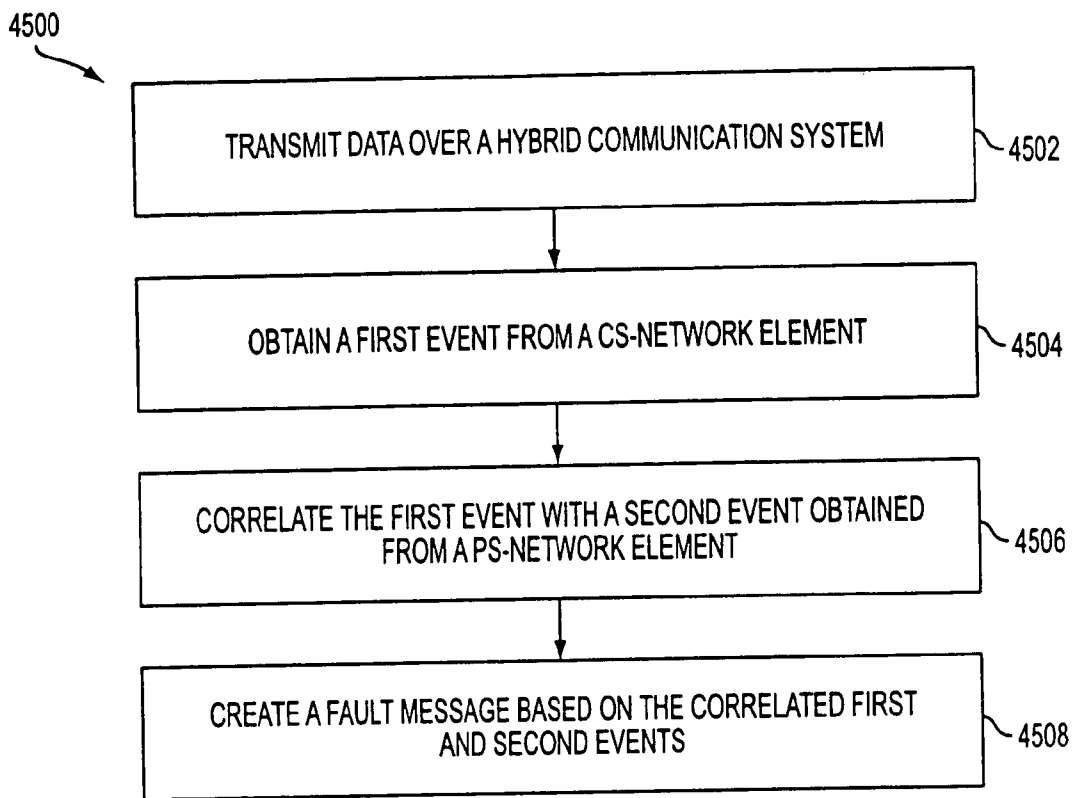 4500
TRANSMIT DATA OVER A HYBRID COMMUNICATION SYSTEM
4502
OBTAIN A FIRST EVENT FROM A CS-NETWORK ELEMENT
4504
CORRELATE THE FIRST EVENT WITH A SECOND EVENT OBTAINED
FROM A PS-NETWORK ELEMENT
4506
CREATE A FAULT MESSAGE BASED ON THE CORRELATED FIRST
AND SECOND EVENTS
4508